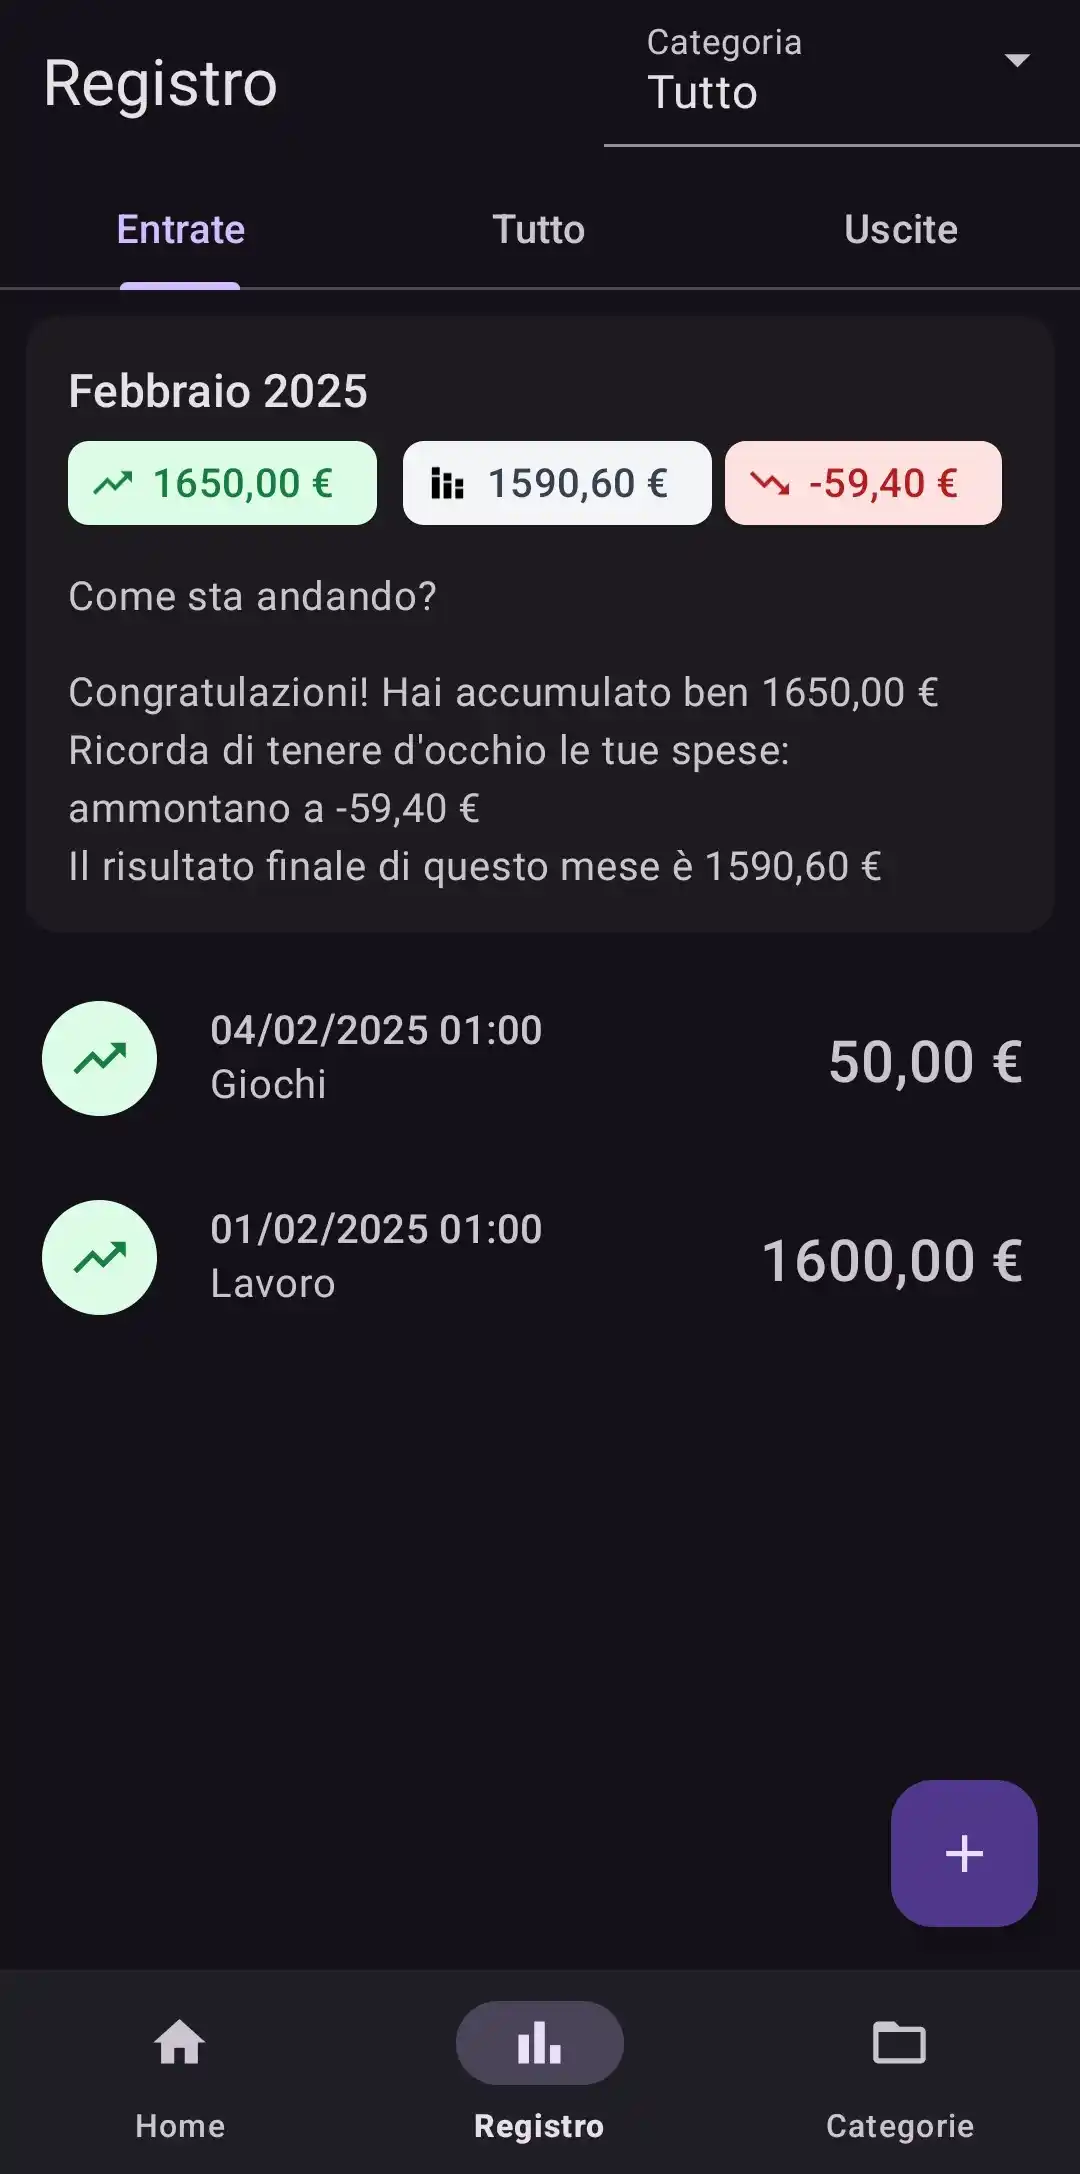 Registro
Categoria
Tutto
Entrate
Tutto
Uscite
Febbraio 2025
1650,00 €
1590,60 €
-59,40 €
Come sta andando?
Congratulazioni! Hai accumulato ben 1650,00 €
Ricorda di tenere d'occhio le tue spese:
ammontano a -59,40 €
Il risultato finale di questo mese è 1590,60 €
04/02/2025 01:00
Giochi
50,00 €
01/02/2025 01:00
Lavoro
1600,00 €
Home
Registro
Categorie